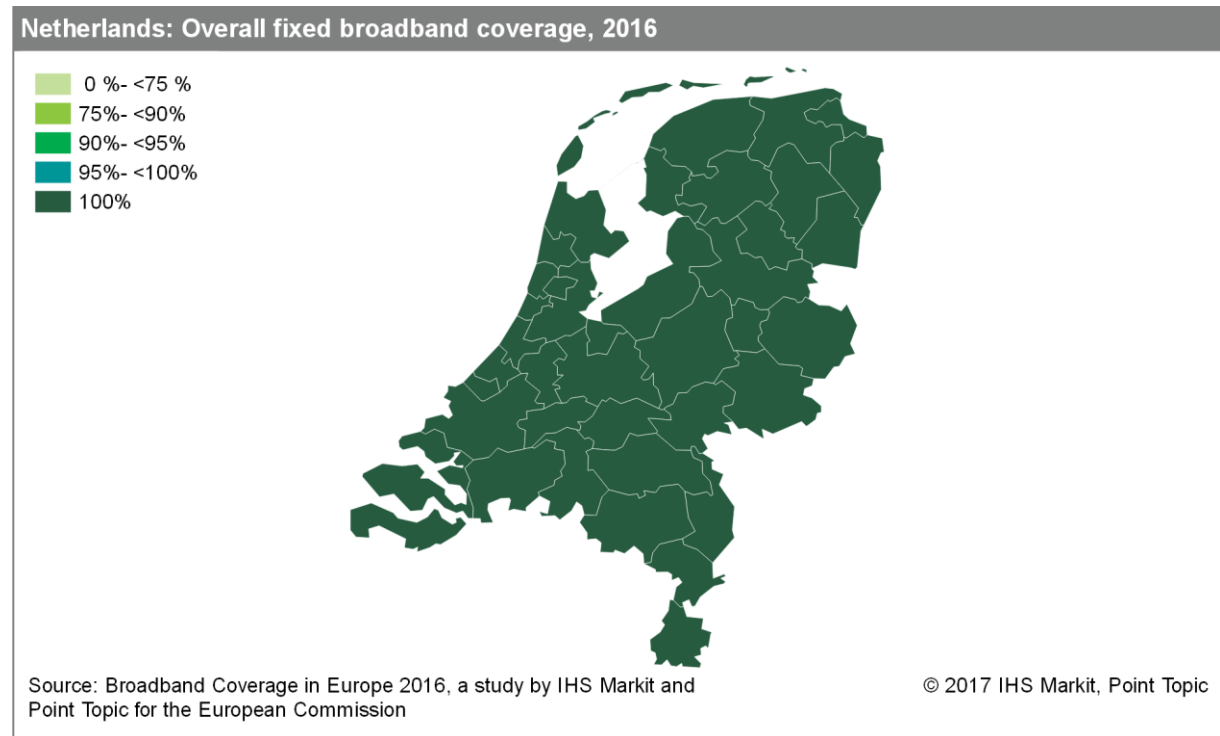 Netherlands: Overall fixed broadband coverage, 2016
0 %- <75 %
75%- <90%
90%- <95%
95%- <100%
100%
Source: Broadband Coverage in Europe 2016, a study by IHS Markit and
Point Topic for the European Commission
© 2017 IHS Markit, Point Topic